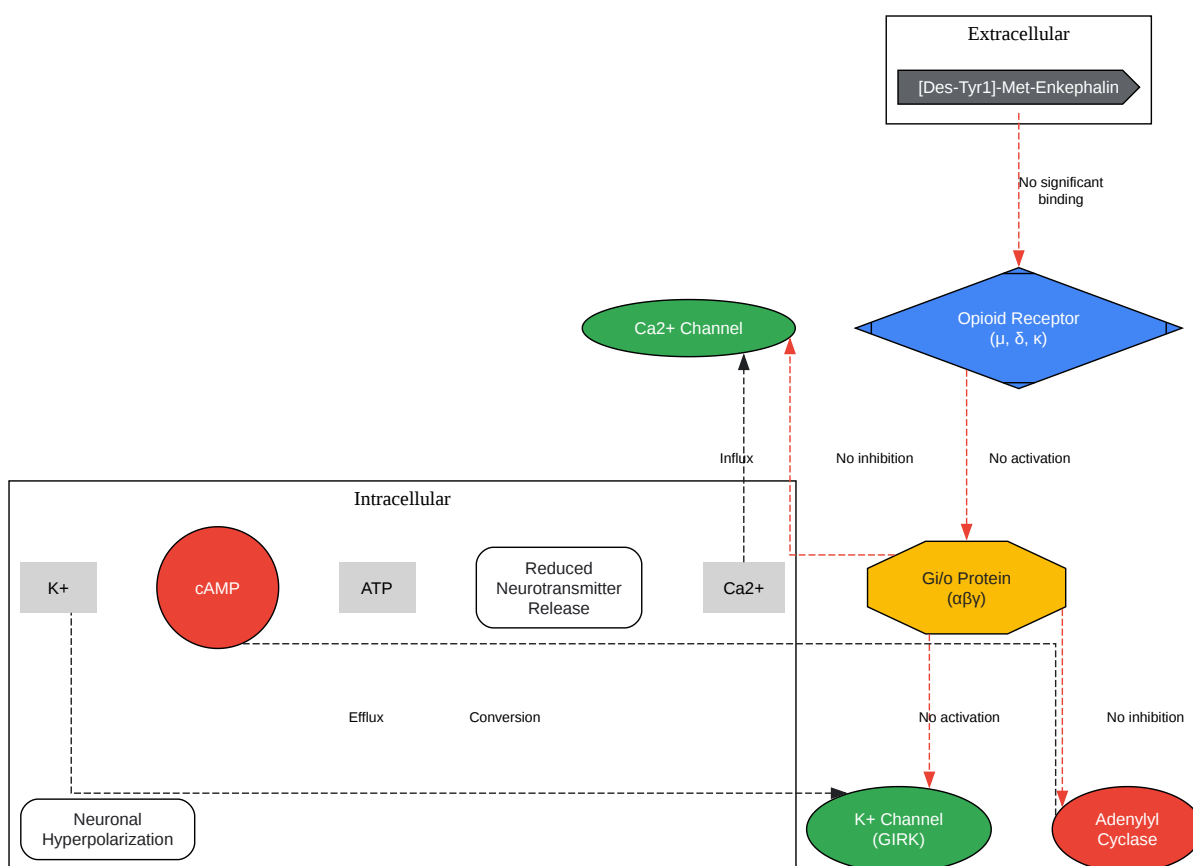 Extracellular
[Des-Tyr1]-Met-Enkephalin
No significant
binding
Opioid Receptor
(μ, δ, κ)
Ca2+ Channel
Influx
No inhibition
No activation
Intracellular
K+
cAMP
ATP
Reduced
Neurotransmitter
Release
Ca2+
Gi/o Protein
(αβγ)
Efflux
Conversion
No activation
No inhibition
Neuronal
Hyperpolarization
K+ Channel
(GIRK)
Adenylyl
Cyclase